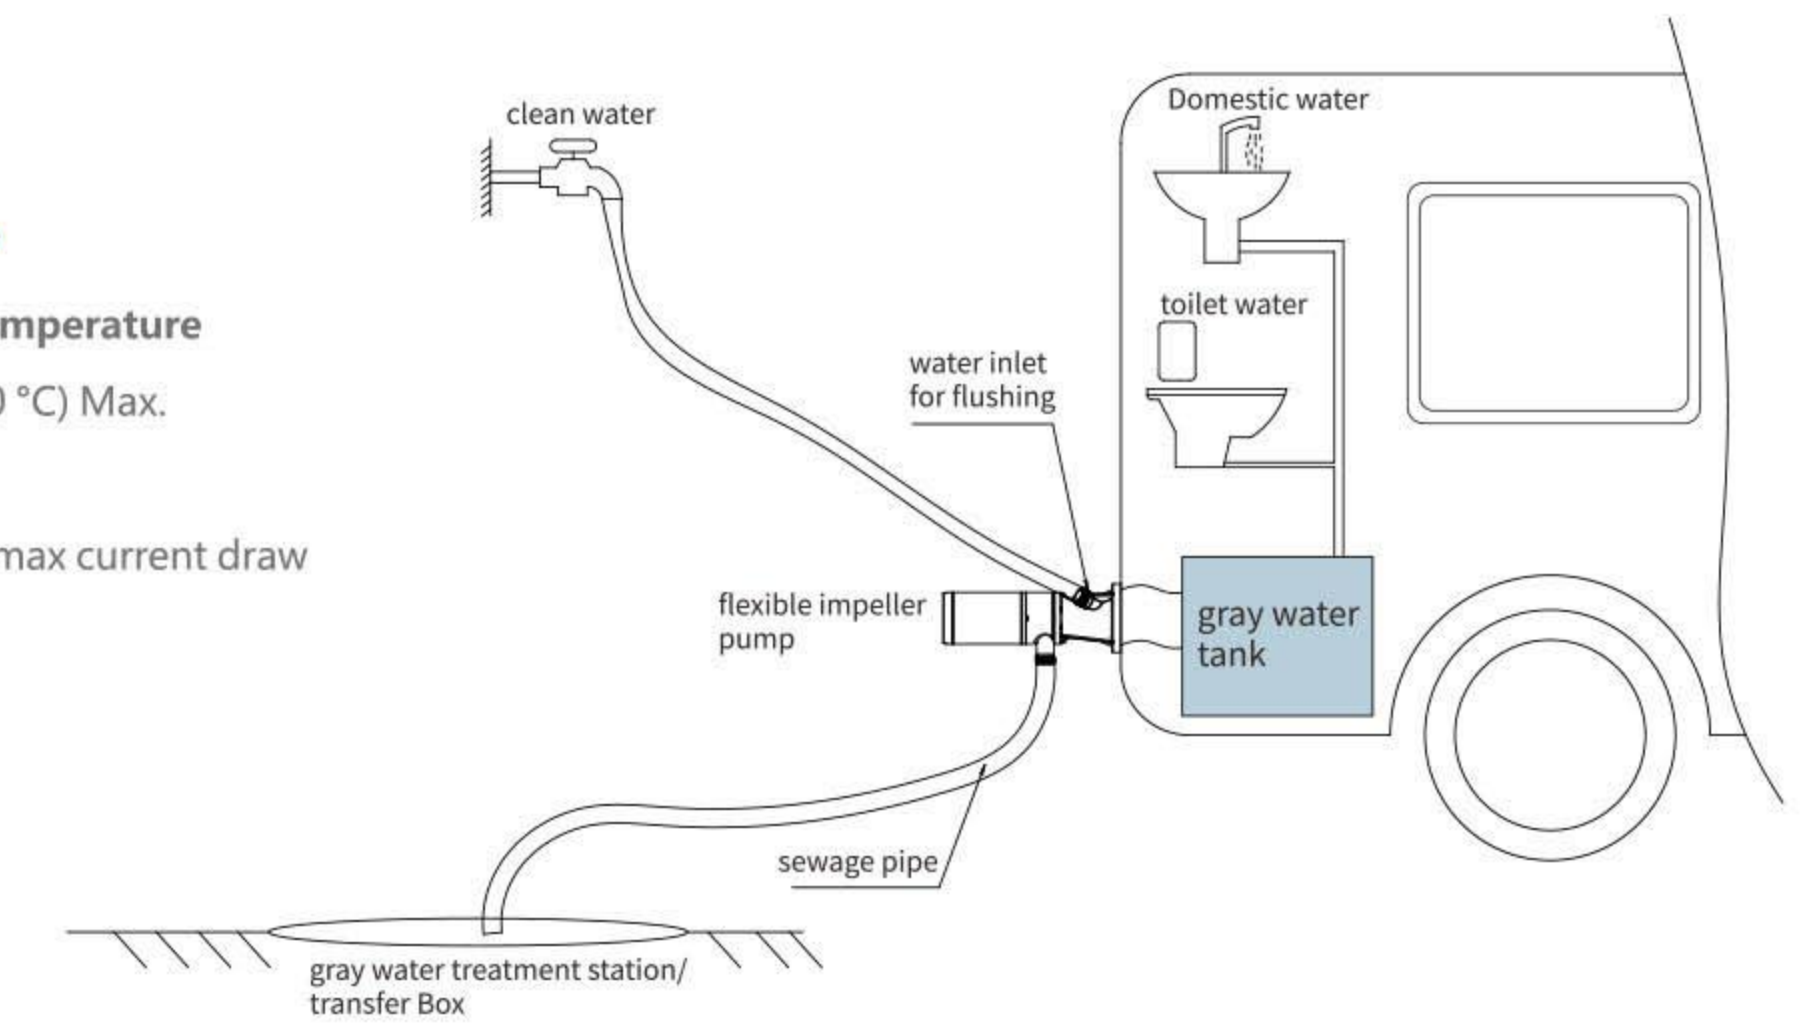 clean water
Domestic water
mperature
toilet water
water inlet
for flushing
0 °C) Max.
max current draw
flexible impeller
pump
gray water
tank
sewage pipe
gray water treatment station/
transfer Box